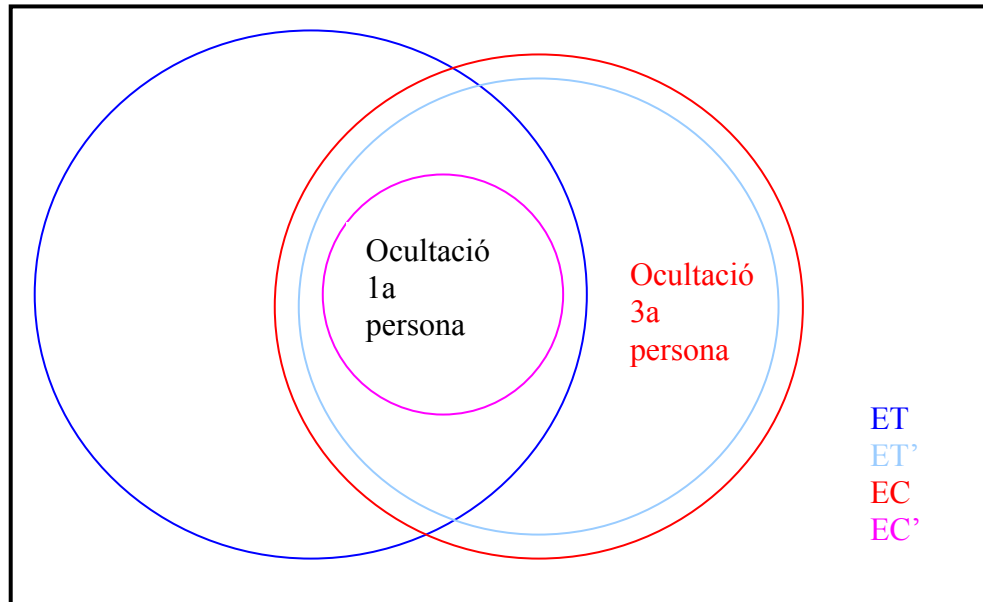 Ocultació
1a
persona
Ocultació
3a
persona
ET
ET’
EC
EC’